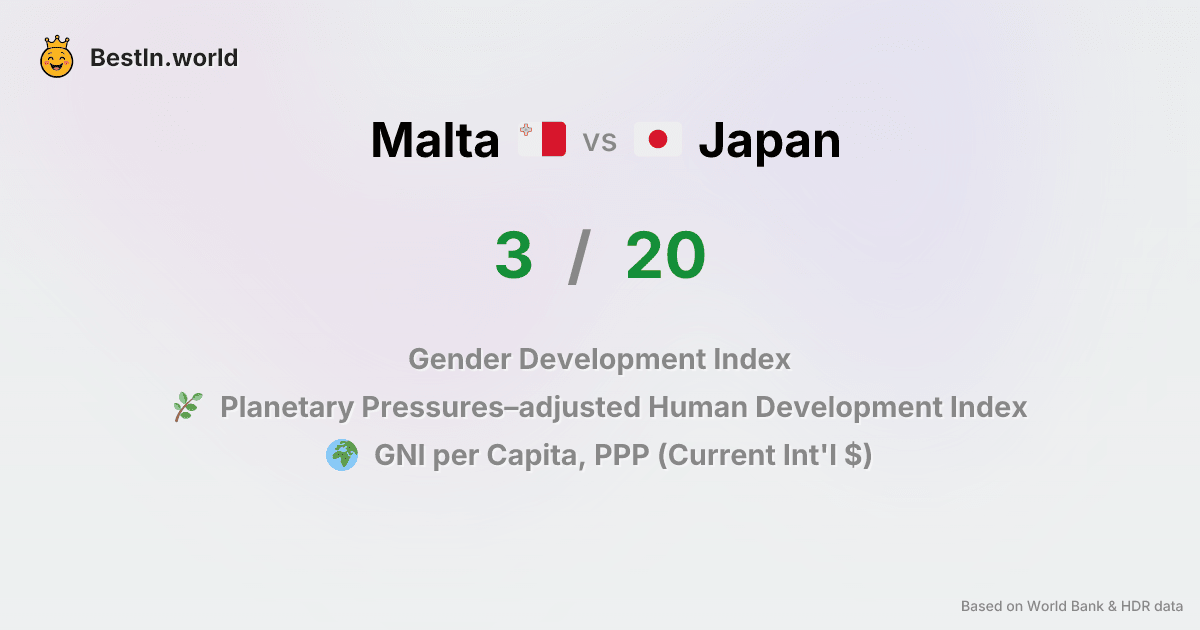 BestIn.world
Malta vs Japan
3 / 20
Gender Development Index
Planetary Pressures–adjusted Human Development Index
GNI per Capita, PPP (Current Int'l $)
Based on World Bank & HDR data